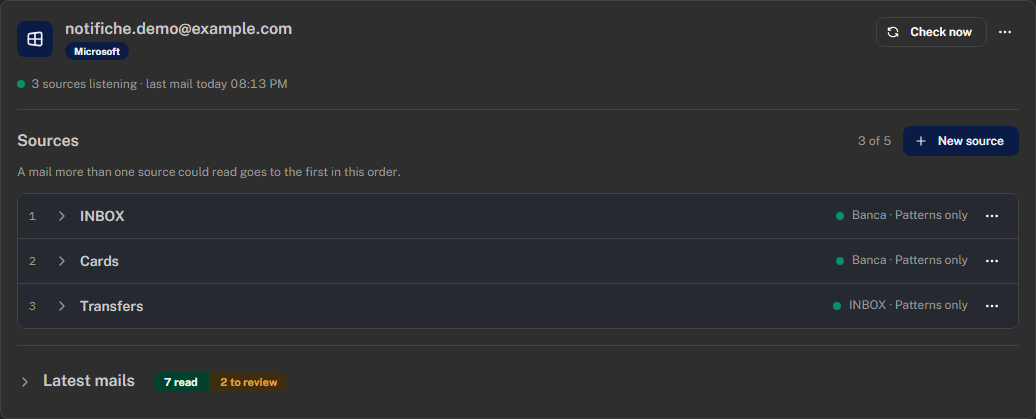 notifiche.demo@example.com
Microsoft
Check now
3 sources listening · last mail today 08:13 PM
Sources
3 of 5
New source
A mail more than one source could read goes to the first in this order.
1 INBOX Banca · Patterns only
2 Cards Banca · Patterns only
3 Transfers INBOX · Patterns only
Latest mails 7 read 2 to review